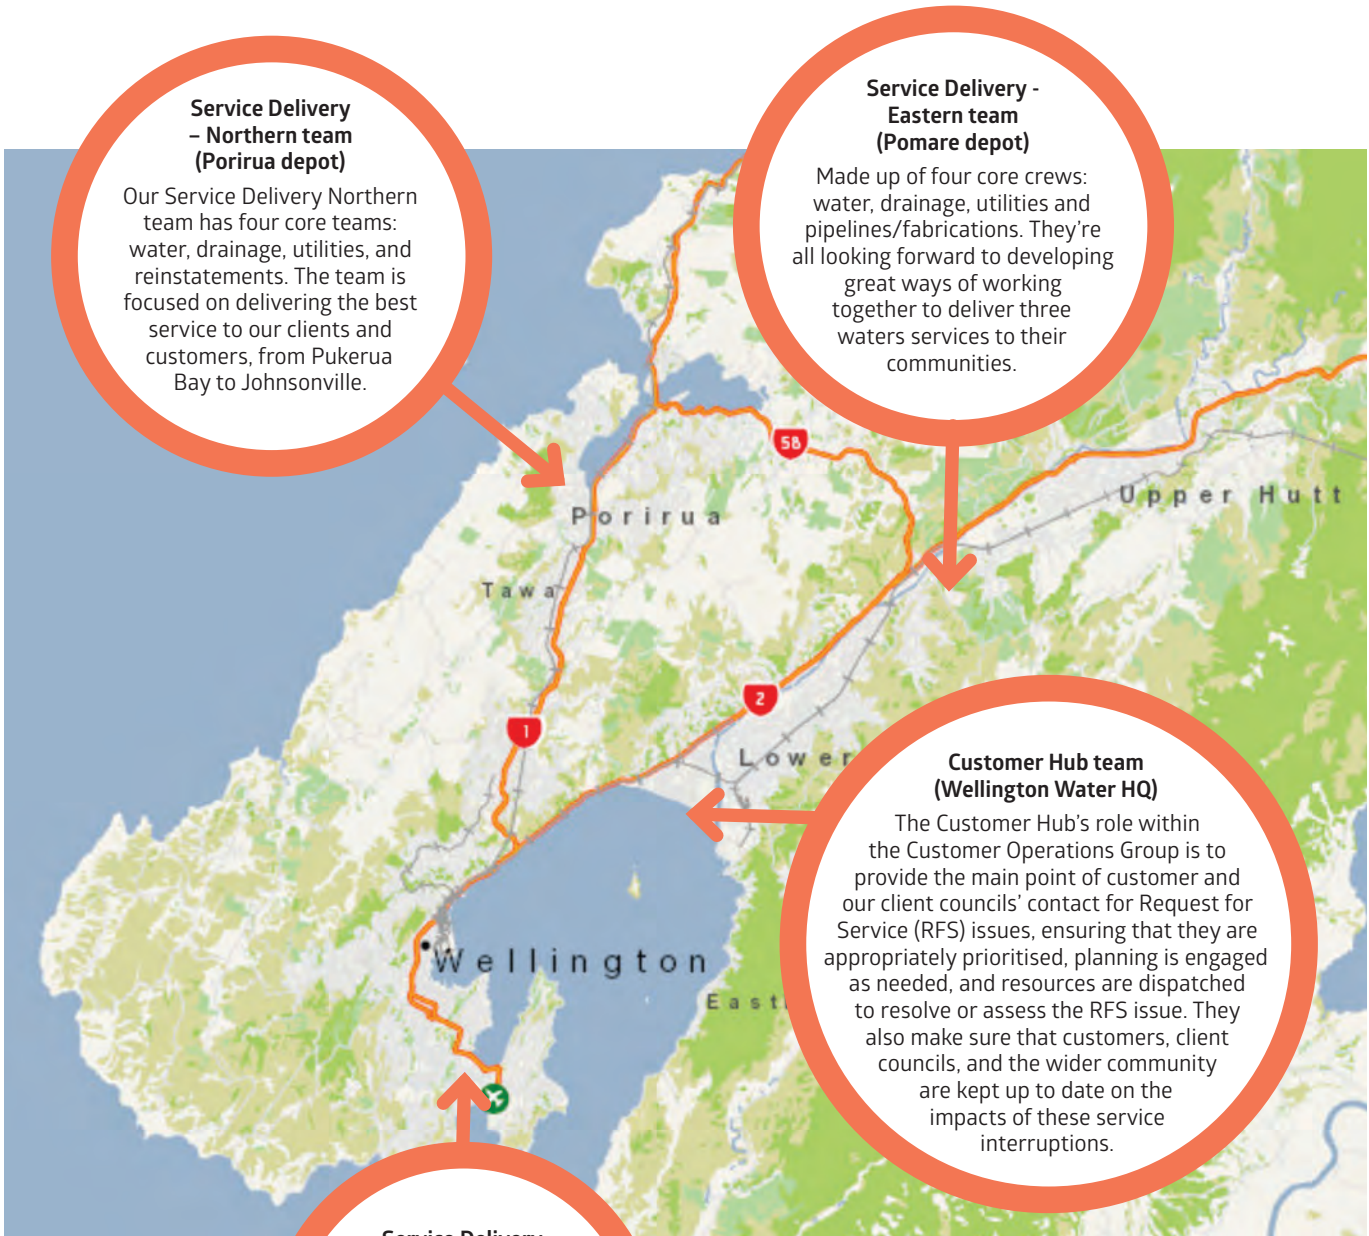 Service Delivery
– Northern team
(Porirua depot)
Our Service Delivery Northern
team has four core teams:
water, drainage, utilities, and
reinstatements. The team is
focused on delivering the best
service to our clients and
customers, from Pukerua
Bay to Johnsonville.
Service Delivery -
Eastern team
(Pomare depot)
Made up of four core crews:
water, drainage, utilities and
pipelines/fabrications. They're
all looking forward to developing
great ways of working
together to deliver three
waters services to their
communities.
58
Upper Hutt
Porirua
Tawa
2
1
Lower
Customer Hub team
(Wellington Water HQ)
The Customer Hub's role within
the Customer Operations Group is to
provide the main point of customer and
our client councils' contact for Request for
Service (RFS) issues, ensuring that they are
appropriately prioritised, planning is engaged
as needed, and resources are dispatched
to resolve or assess the RFS issue. They
also make sure that customers, client
councils, and the wider community
are kept up to date on the
impacts of these service
interruptions.
Wellington
East
Service Delivery